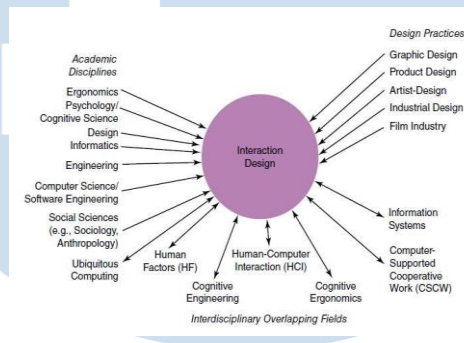 Academic
Disciplines
Ergonomics
Psychology/
Cognitive Science
Design
Informatics
Engineering
Computer Science/
Software Engineering
Social Sciences
(e.g., Sociology,
Anthropology)
Ubiquitous
Computing
Design Practices
Graphic Design
Product Design
Artist-Design
Industrial Design
Film Industry
Interaction
Design
Information
Systems
Computer-
Supported
Cooperative
Work (CSCW)
Human
Factors (HF)
Human-Computer
Interaction (HCI)
Cognitive
Engineering
Cognitive
Ergonomics
Interdisciplinary Overlapping Fields